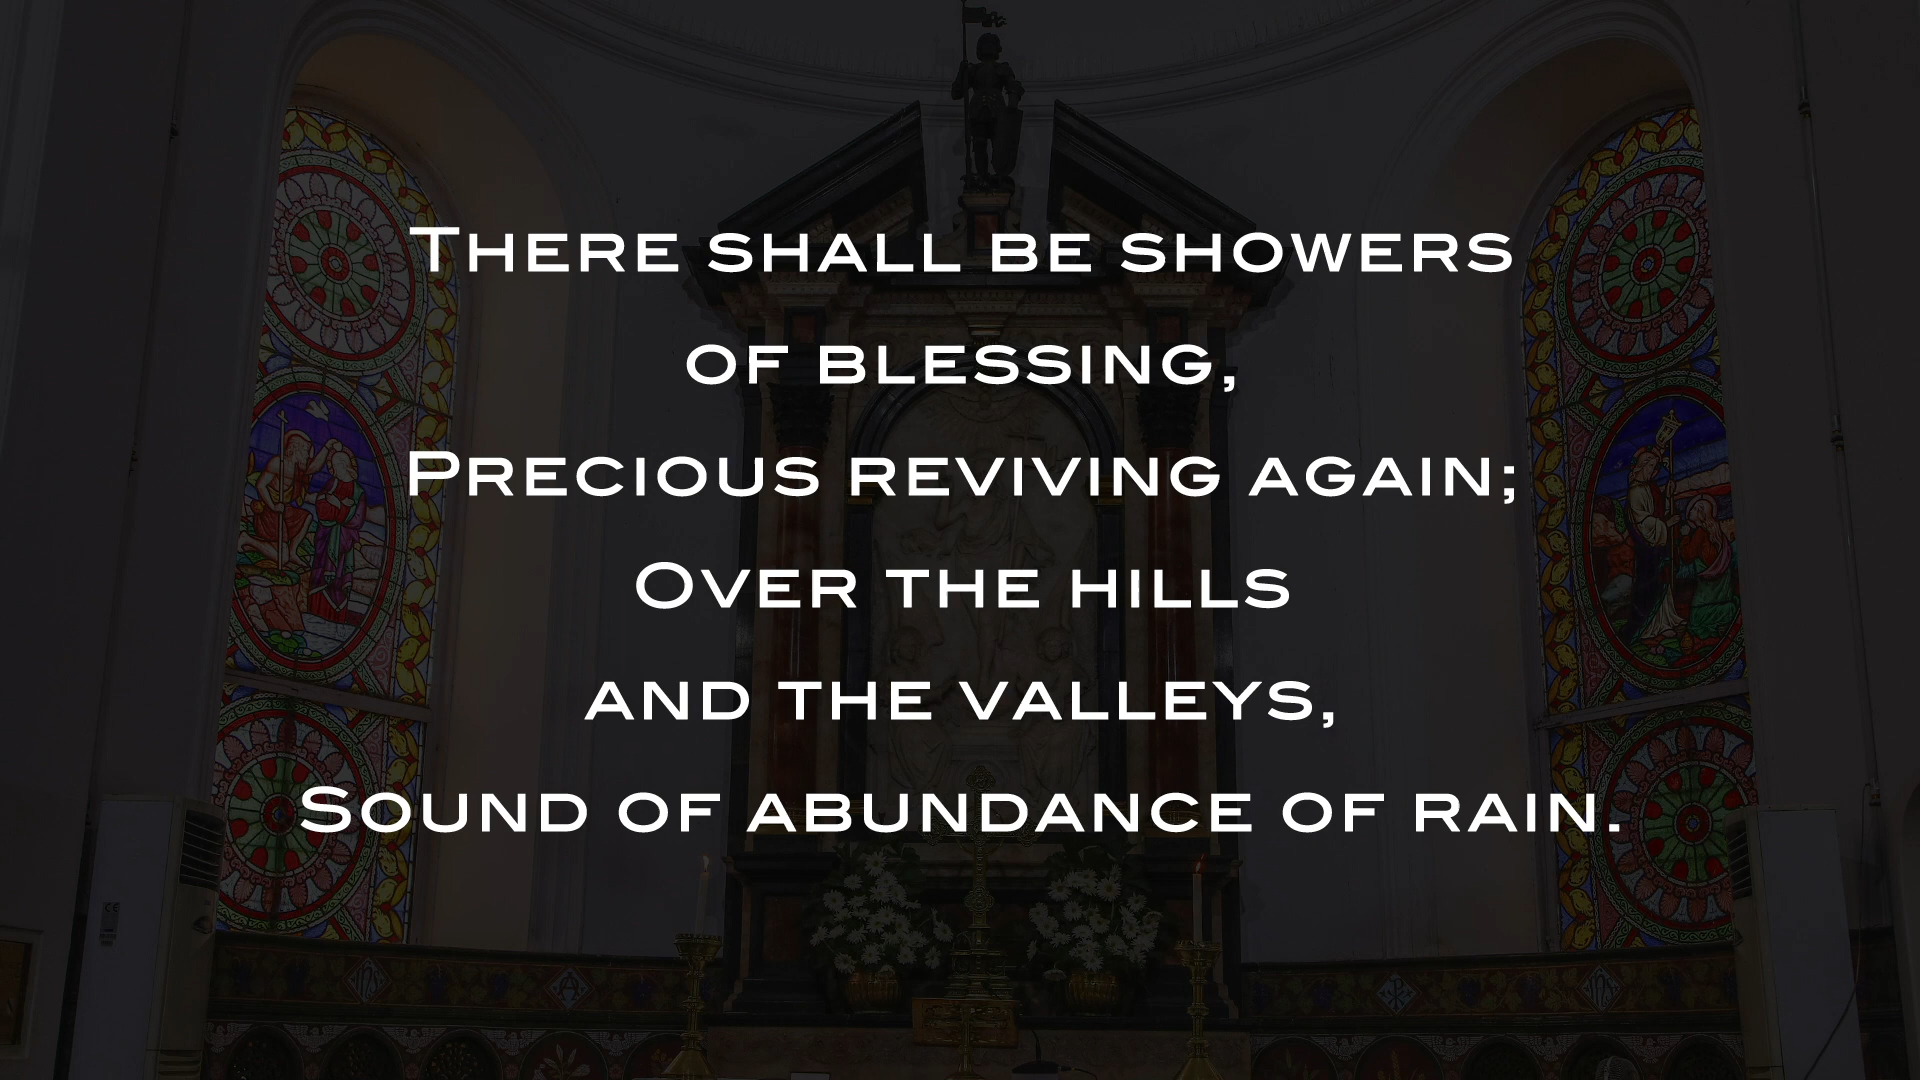 There shall be showers
of blessing,
Precious reviving again;
Over the hills
and the valleys,
Sound of abundance of rain.